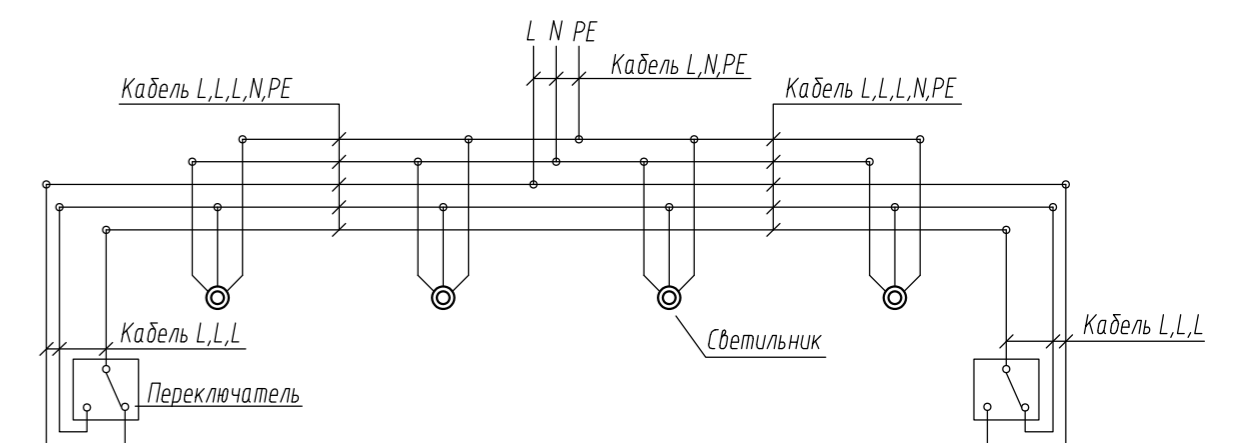 L N PE
Кабель L,N,PE
Кабель L,L,L,N,PE
Кабель L,L,L,N,PE
Кабель L,L,L
Светильник
Кабель L,L,L
Переключатель